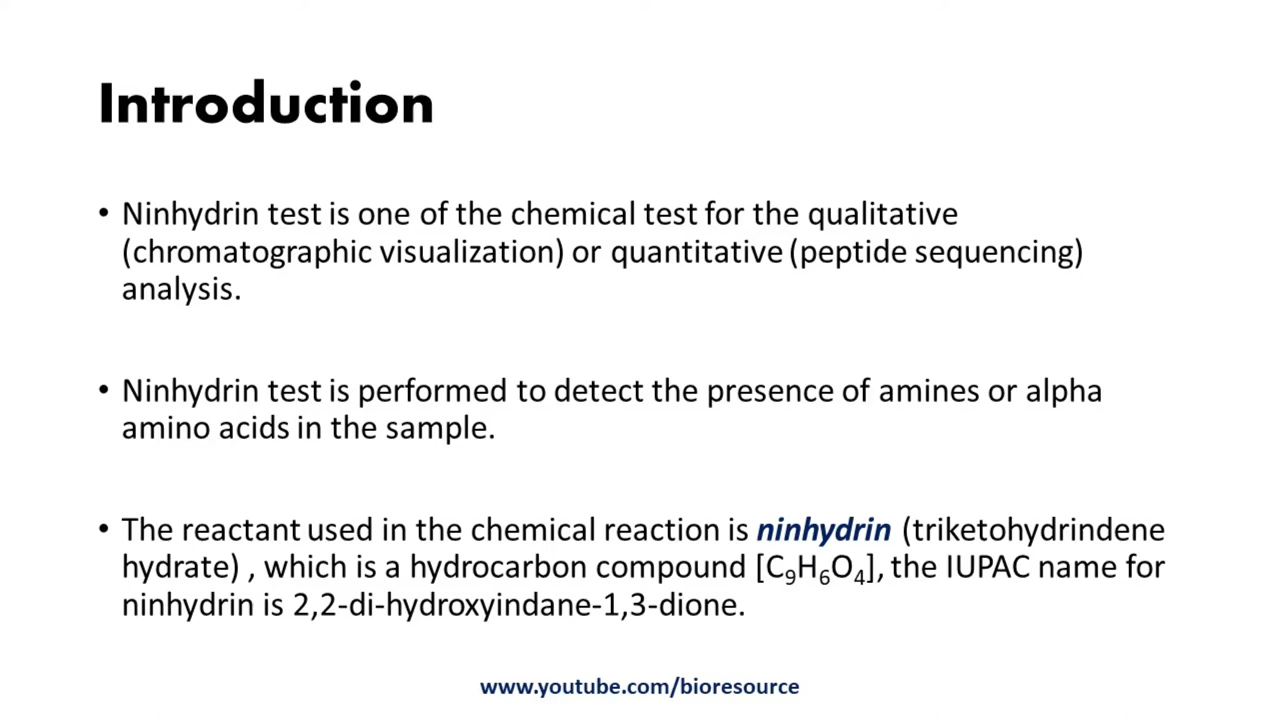 Introduction
• Ninhydrin test is one of the chemical test for the qualitative
(chromatographic visualization) or quantitative (peptide sequencing)
analysis.
• Ninhydrin test is performed to detect the presence of amines or alpha
amino acids in the sample.
• The reactant used in the chemical reaction is ninhydrin (triketohydrindene
hydrate) , which is a hydrocarbon compound [C₉H₆O₄], the IUPAC name for
ninhydrin is 2,2-di-hydroxyindane-1,3-dione.
www.youtube.com/bioresource